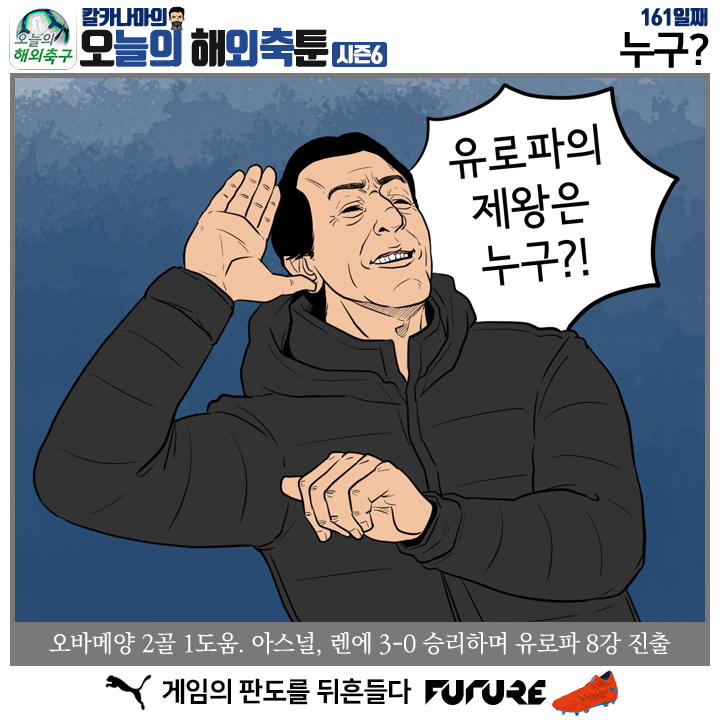 오늘의
해외축구
칼카나마의
오늘의 해외축툰
시즌6
161일째
누구?
유로파의
제왕은
누구?!
오바메양 2골 1도움. 아스널, 렌에 3-0 승리하며 유로파 8강 진출
게임의 판도를 뒤흔들다 FUTURE